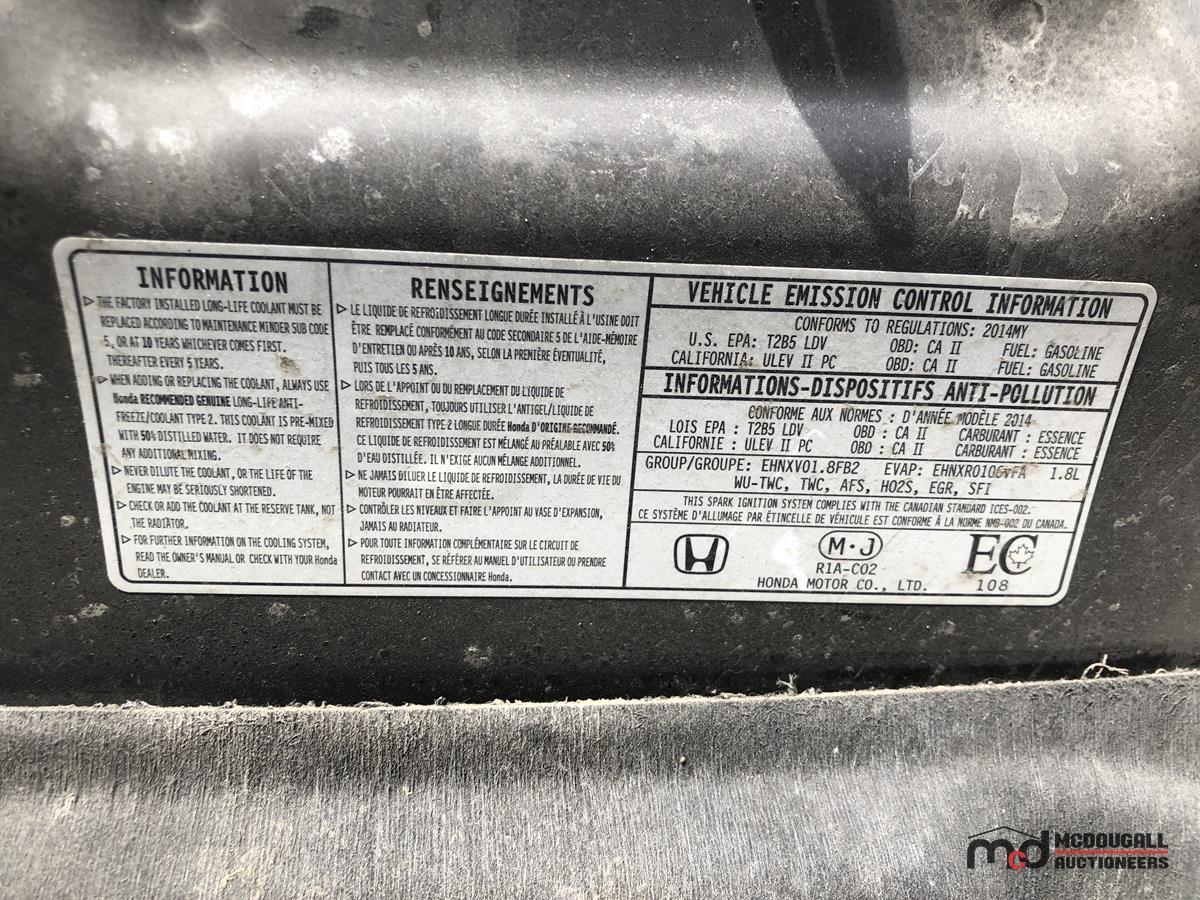 INFORMATION
▷ THE FACTORY INSTALLED LONG-LIFE COOLANT MUST BE
REPLACED ACCORDING TO MAINTENANCE MINDER SUB CODE
5, OR AT 10 YEARS WHICHEVER COMES FIRST.
THEREAFTER EVERY 5 YEARS.
▷ WHEN ADDING OR REPLACING THE COOLANT, ALWAYS USE
Honda RECOMMENDED GENUINE LONG-LIFE ANTI-
FREEZE/COOLANT TYPE 2. THIS COOLANT IS PRE-MIXED
WITH 50% DISTILLED WATER. IT DOES NOT REQUIRE
ANY ADDITIONAL MIXING.
▷ NEVER DILUTE THE COOLANT, OR THE LIFE OF THE
ENGINE MAY BE SERIOUSLY SHORTENED.
▷ CHECK OR ADD THE COOLANT AT THE RESERVE TANK, NOT
THE RADIATOR.
▷ FOR FURTHER INFORMATION ON THE COOLING SYSTEM,
READ THE OWNER'S MANUAL OR CHECK WITH YOUR Honda
DEALER.
RENSEIGNEMENTS
▷ LE LIQUIDE DE REFROIDISSEMENT LONGUE DURÉE INSTALLÉ À L'USINE DOIT
ÊTRE REMPLACÉ CONFORMÉMENT AU CODE SECONDAIRE 5 DE L'AIDE-MÉMOIRE
D'ENTRETIEN OU APRÈS 10 ANS, SELON LA PREMIÈRE ÉVENTUALITÉ,
PUIS TOUS LES 5 ANS.
▷ LORS DE L'APPOINT OU DU REMPLACEMENT DU LIQUIDE DE
REFROIDISSEMENT, TOUJOURS UTILISER L'ANTIGEL/LIQUIDE DE
REFROIDISSEMENT TYPE 2 LONGUE DURÉE Honda D'ORIGINE RECOMMANDÉ.
CE LIQUIDE DE REFROIDISSEMENT EST MÉLANGÉ AU PRÉALABLE AVEC 50%
D'EAU DISTILLÉE. IL N'EXIGE AUCUN MÉLANGE ADDITIONNEL.
▷ NE JAMAIS DILUER LE LIQUIDE DE REFROIDISSEMENT, LA DURÉE DE VIE DU
MOTEUR POURRAIT EN ÊTRE AFFECTÉE.
▷ CONTRÔLER LES NIVEAUX ET FAIRE L'APPOINT AU VASE D'EXPANSION,
JAMAIS AU RADIATEUR.
▷ POUR TOUTE INFORMATION COMPLÉMENTAIRE SUR LE CIRCUIT DE
REFROIDISSEMENT, SE RÉFÉRER AU MANUEL D'UTILISATEUR OU PRENDRE
CONTACT AVEC UN CONCESSIONNAIRE Honda.
VEHICLE EMISSION CONTROL INFORMATION
CONFORMS TO REGULATIONS: 2014MY
U.S. EPA: T2B5 LDV OBD: CA II FUEL: GASOLINE
CALIFORNIA: ULEV II PC OBD: CA II FUEL: GASOLINE
INFORMATIONS-DISPOSITIFS ANTI-POLLUTION
CONFORME AUX NORMES : D'ANNÉE MODÈLE 2014
LOIS EPA : T2B5 LDV OBD : CA II CARBURANT : ESSENCE
CALIFORNIE : ULEV II PC OBD : CA II CARBURANT : ESSENCE
GROUP/GROUPE: EHNXV01.8FB2 EVAP: 1.8L
WU-TWC, TWC, AFS, HO2S, EGR, SFI
THIS SPARK IGNITION SYSTEM COMPLIES WITH THE CANADIAN STANDARD ICES-002.
CE SYSTÈME D'ALLUMAGE PAR ÉTINCELLE DE VÉHICULE EST CONFORME À LA NORME NMB-002 DU CANADA.
M·J
R1A-C02
HONDA MOTOR CO., LTD.
EC
108
mcd MCDOUGALL
AUCTIONEERS